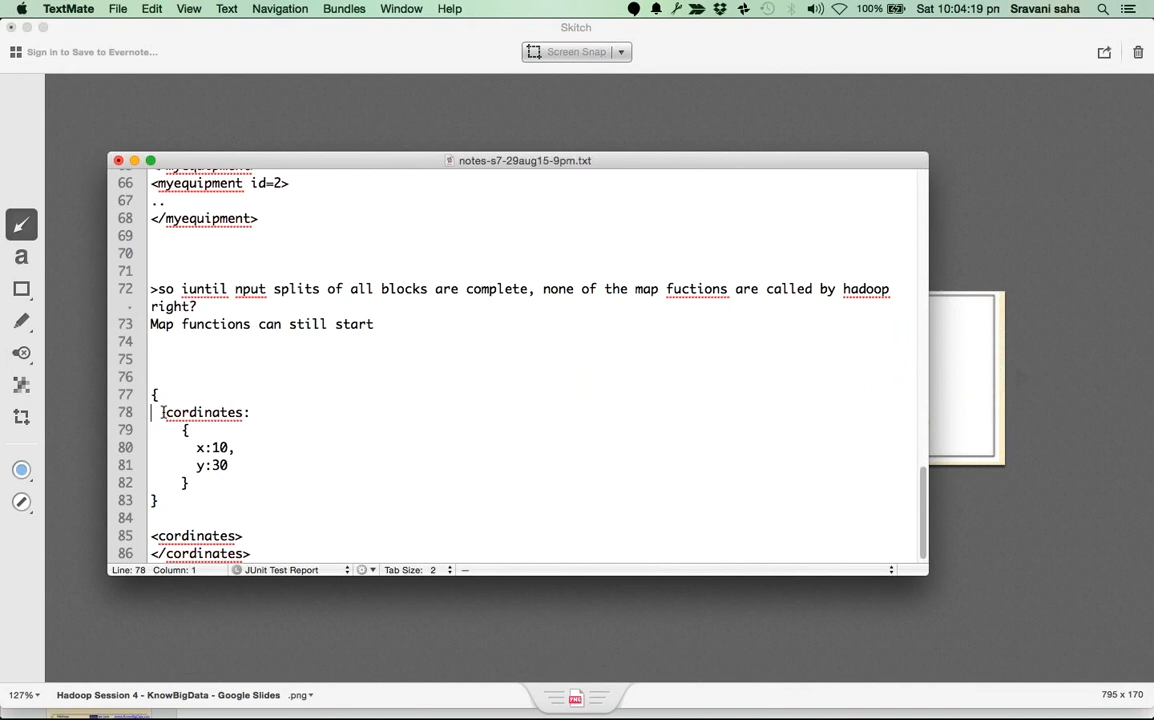 TextMate File Edit View Text Navigation Bundles Window Help 100% Sat 10:04:19 pn Sravani saha
Skitch
Sign in to Save to Evernote...
Screen Snap
notes-s7-29aug15-9pm.txt
66 <myequipment id=2>
67 ..
68 </myequipment>
69
70
71
72 >so iuntil nput splits of all blocks are complete, none of the map fuctions are called by hadoop
right?
73 Map functions can still start
74
75
76
77 {
78 cordinates:
79 {
80 x:10,
81 y:30
82 }
83 }
84
85 <cordinates>
86 </cordinates>
Line: 78 Column: 1 JUnit Test Report Tab Size: 2 —
a
127% Hadoop Session 4 - KnowBigData - Google Slides .png PNG 795 x 170